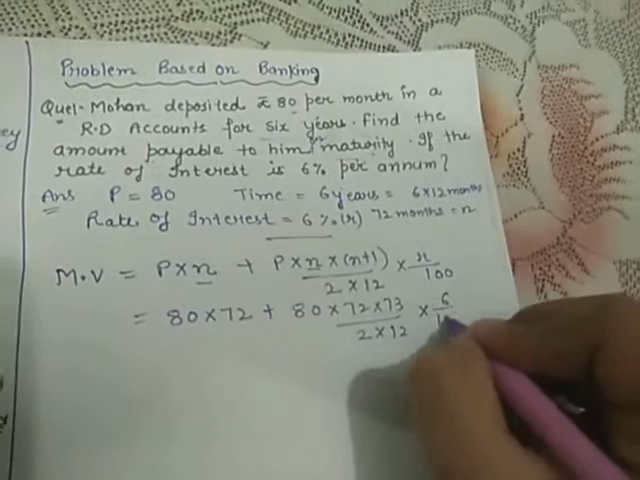 Problem Based on Banking
Que1- Mohan deposited ₹ 80 per month in a
R.D Accounts for six years. Find the
amount payable to him maturity. If the
rate of Interest is 6% per annum?
Ans P = 80 Time = 6 years = 6×12 months
Rate of Interest = 6%(r) 72 months = n
M.V = P×n + P×n×(n+1)/2×12 × r/100
= 80×72 + 80×72×73/2×12 × 6/1